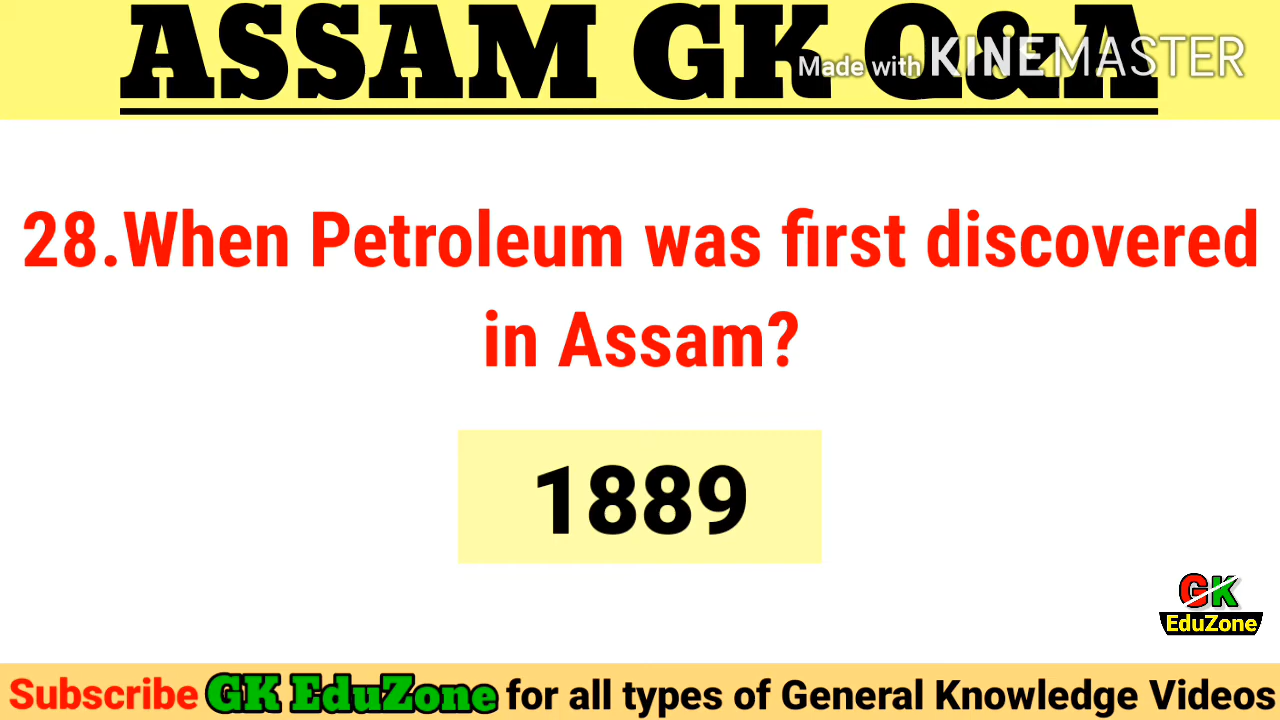 ASSAM GK Q&A
Made with KINEMASTER
28.When Petroleum was first discovered
in Assam?
1889
GK
EduZone
Subscribe GK EduZone for all types of General Knowledge Videos